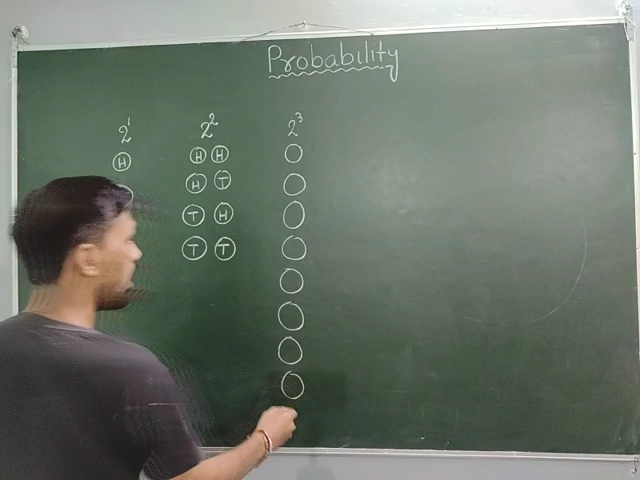 Probability
2¹ 2² 2³
H H H
H T
T H
T T